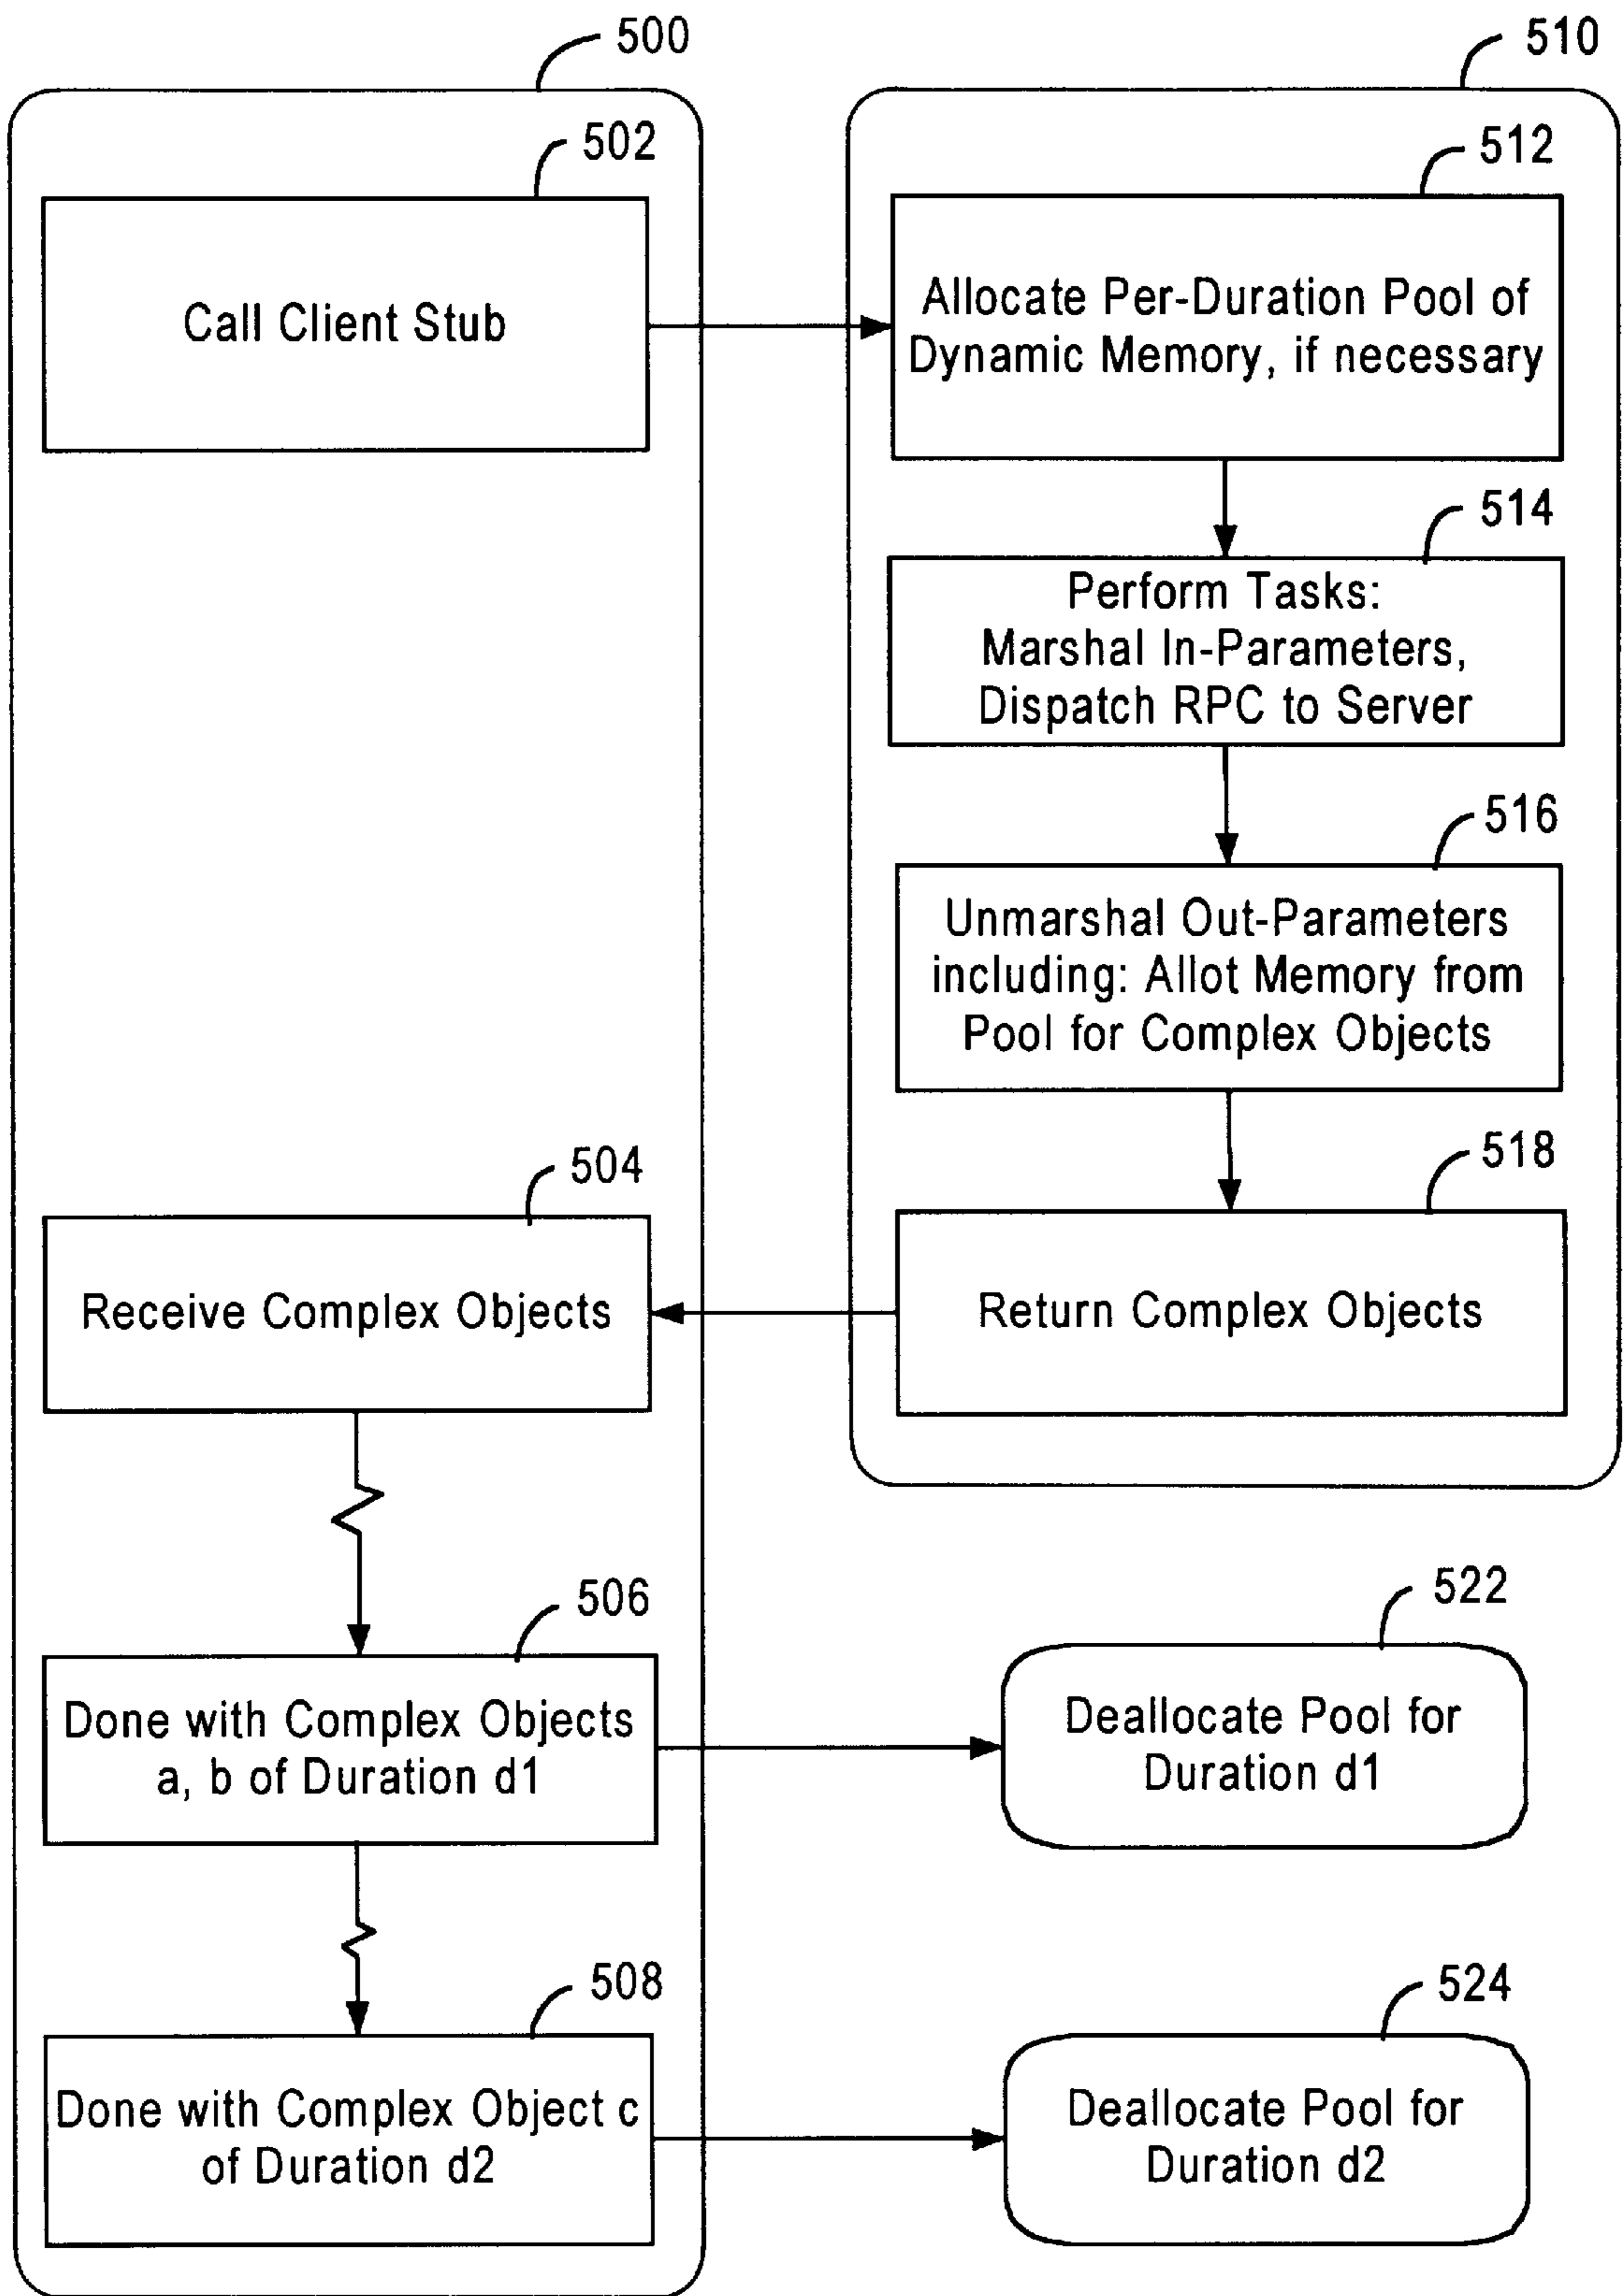 500
510
502
512
Call Client Stub
Allocate Per-Duration Pool of
Dynamic Memory, if necessary
514
Perform Tasks:
Marshal In-Parameters,
Dispatch RPC to Server
516
Unmarshal Out-Parameters
including: Allot Memory from
Pool for Complex Objects
504
518
Receive Complex Objects
Return Complex Objects
506
522
Done with Complex Objects
a, b of Duration d1
Deallocate Pool for
Duration d1
508
524
Done with Complex Object c
of Duration d2
Deallocate Pool for
Duration d2